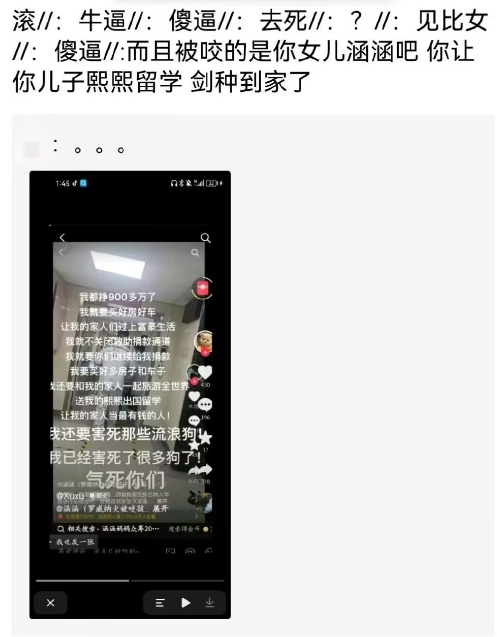 滚//: 牛逼//: 傻逼//: 去死//: ? //: 见比女
//: 傻逼//:而且被咬的是你女儿涵涵吧 你让
你儿子熙熙留学 剑种到家了
: 。。。
1:45
我都挣900多万了
我就要买好房好车
让我的家人们过上富豪生活
我就不关闭救助捐款通道
我就要你们继续给我捐款
我要买好多房子和车子
我还要和我的家人一起旅游全世界
送我的熙熙出国留学
让我的家人当最有钱的人!
我还要害死那些流浪狗!
我已经害死了很多狗了!
气死你们
430
196
17
@Xuxu
@涵涵(罗威纳犬被咬孩.. 展开
相关搜索·涵涵妈妈众筹20…
我也发一张